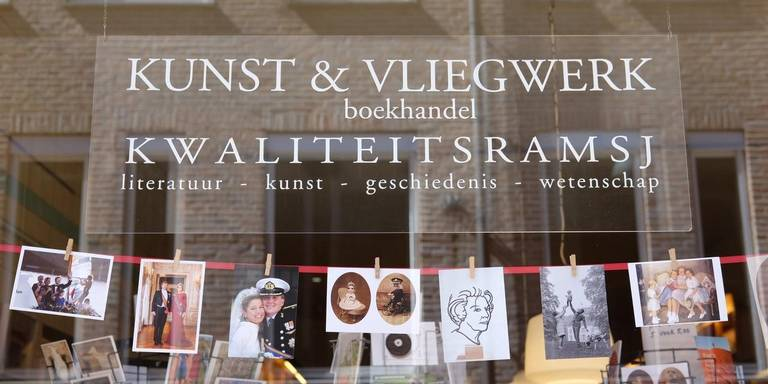 KUNST & VLIEGWERK
boekhandel
KWALITEITSRAMSJ
literatuur - kunst - geschiedenis - wetenschap